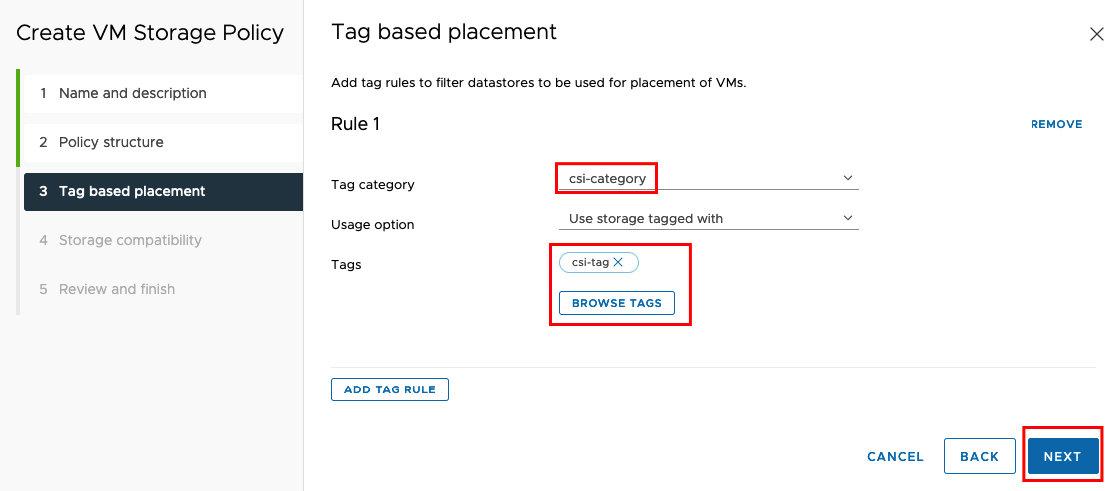 Create VM Storage Policy
1 Name and description
2 Policy structure
3 Tag based placement
4 Storage compatibility
5 Review and finish
Tag based placement
Add tag rules to filter datastores to be used for placement of VMs.
Rule 1
REMOVE
Tag category
csi-category
Usage option
Use storage tagged with
Tags
csi-tag
BROWSE TAGS
ADD TAG RULE
CANCEL
BACK
NEXT